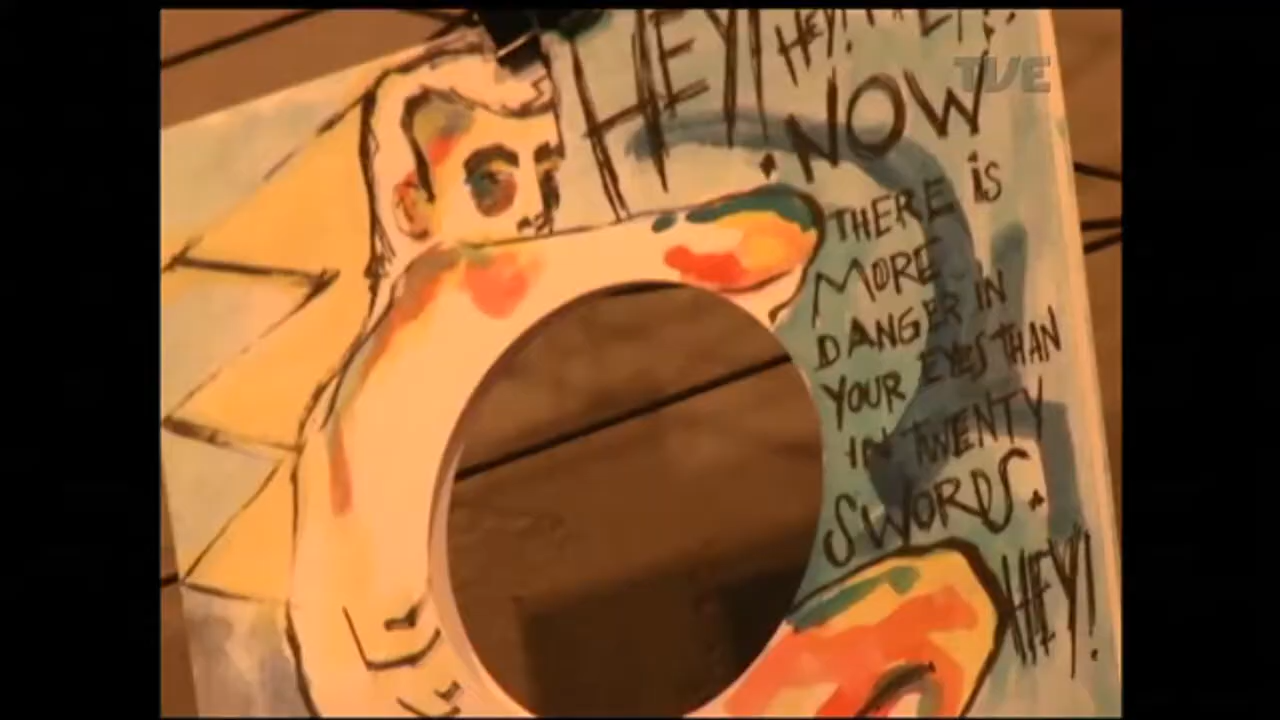 HEY! HEY! HEY!!
NOW
TVE
THERE IS
MORE
DANGER IN
YOUR EYES THAN
IN TWENTY
SWORDS.
HEY!